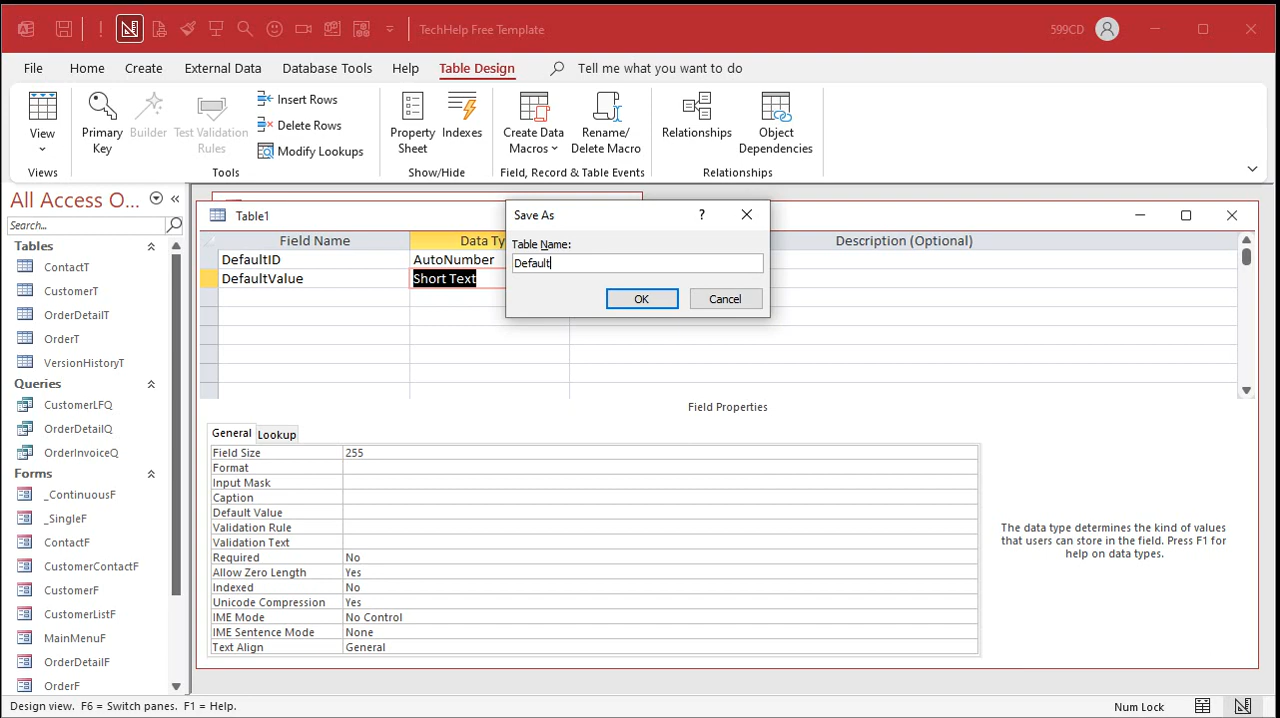 TechHelp Free Template
599CD
File Home Create External Data Database Tools Help Table Design Tell me what you want to do
View
Views
Primary Key
Builder
Test Validation Rules
Insert Rows
Delete Rows
Modify Lookups
Tools
Property Sheet
Indexes
Show/Hide
Create Data Macros
Rename/ Delete Macro
Field, Record & Table Events
Relationships
Object Dependencies
Relationships
All Access O...
Search...
Tables
ContactT
CustomerT
OrderDetailT
OrderT
VersionHistoryT
Queries
CustomerLFQ
OrderDetailQ
OrderInvoiceQ
Forms
_ContinuousF
_SingleF
ContactF
CustomerContactF
CustomerF
CustomerListF
MainMenuF
OrderDetailF
OrderF
Table1
Field Name Data Ty Description (Optional)
DefaultID AutoNumber
DefaultValue Short Text
Save As ?
Table Name:
Default
OK Cancel
Field Properties
General Lookup
Field Size 255
Format
Input Mask
Caption
Default Value
Validation Rule
Validation Text
Required No
Allow Zero Length Yes
Indexed No
Unicode Compression Yes
IME Mode No Control
IME Sentence Mode None
Text Align General
The data type determines the kind of values
that users can store in the field. Press F1 for
help on data types.
Design view. F6 = Switch panes. F1 = Help.
Num Lock